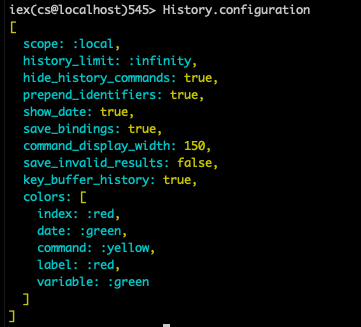 iex(cs@localhost)545> History.configuration
[
  scope: :local,
  history_limit: :infinity,
  hide_history_commands: true,
  prepend_identifiers: true,
  show_date: true,
  save_bindings: true,
  command_display_width: 150,
  save_invalid_results: false,
  key_buffer_history: true,
  colors: [
    index: :red,
    date: :green,
    command: :yellow,
    label: :red,
    variable: :green
  ]
]